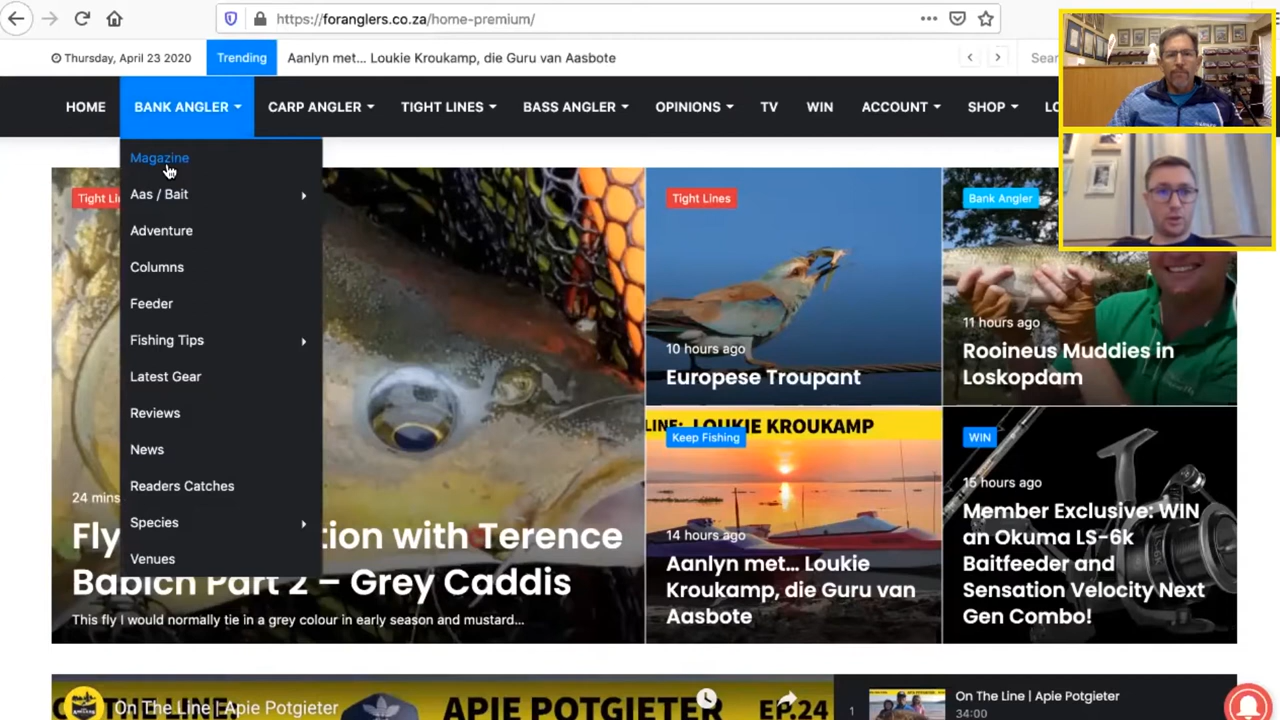 https://foranglers.co.za/home-premium/
Thursday, April 23 2020
Trending
Aanlyn met... Loukie Kroukamp, die Guru van Aasbote
HOME
BANK ANGLER
CARP ANGLER
TIGHT LINES
BASS ANGLER
OPINIONS
TV
WIN
ACCOUNT
SHOP
Magazine
Aas / Bait
Adventure
Columns
Feeder
Fishing Tips
Latest Gear
Reviews
News
Readers Catches
Species
Venues
24 mins
Fly
tion with Terence
Babich Part 2 – Grey Caddis
This fly I would normally tie in a grey colour in early season and mustard...
Tight Lines
10 hours ago
Europese Troupant
Bank Angler
11 hours ago
Rooineus Muddies in
Loskopdam
LINE: LOUKIE KROUKAMP
Keep Fishing
14 hours ago
Aanlyn met... Loukie
Kroukamp, die Guru van
Aasbote
WIN
15 hours ago
Member Exclusive: WIN
an Okuma LS-6k
Baitfeeder and
Sensation Velocity Next
Gen Combo!
On The Line | Apie Potgieter
APIE POTGIETER
EP.24
1
On The Line | Apie Potgieter
34:00